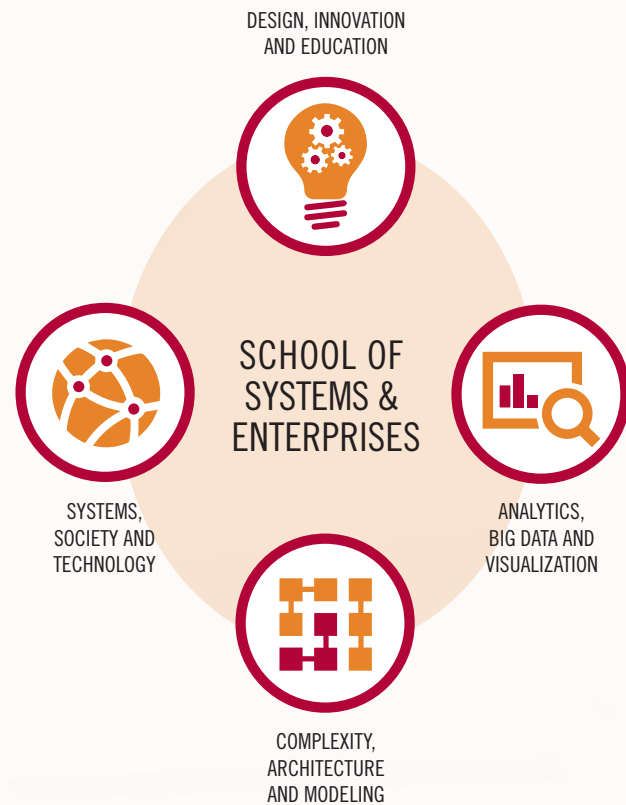 DESIGN, INNOVATION
AND EDUCATION
SCHOOL OF
SYSTEMS &
ENTERPRISES
SYSTEMS,
SOCIETY AND
TECHNOLOGY
ANALYTICS,
BIG DATA AND
VISUALIZATION
COMPLEXITY,
ARCHITECTURE
AND MODELING